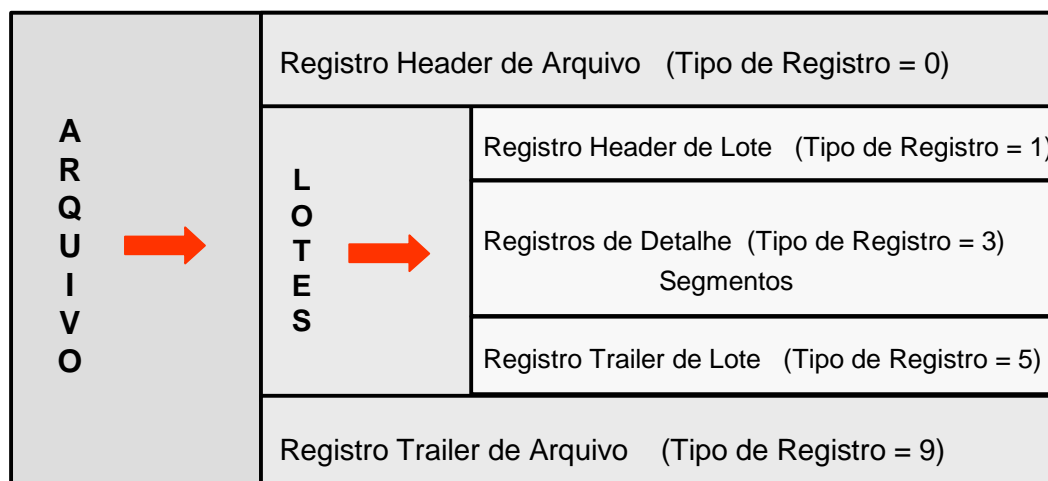 ARQUIVO
Registro Header de Arquivo (Tipo de Registro = 0)
LOTES
Registro Header de Lote (Tipo de Registro = 1)
Registros de Detalhe (Tipo de Registro = 3)
Segmentos
Registro Trailer de Lote (Tipo de Registro = 5)
Registro Trailer de Arquivo (Tipo de Registro = 9)